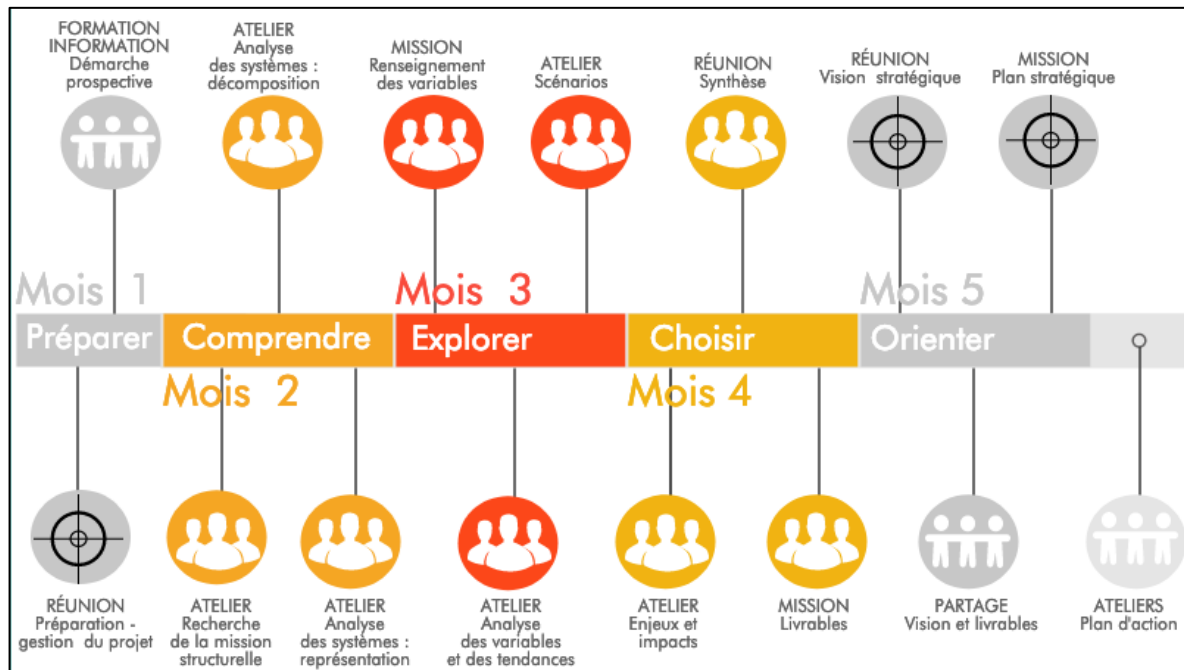 FORMATION
INFORMATION
Démarche
prospective
ATELIER
Analyse
des systèmes :
décomposition
MISSION
Renseignement
des variables
ATELIER
Scénarios
RÉUNION
Synthèse
RÉUNION
Vision stratégique
MISSION
Plan stratégique
Mois 1
Mois 3
Mois 5
Préparer
Comprendre
Explorer
Choisir
Orienter
Mois 2
Mois 4
RÉUNION
Préparation -
gestion du projet
ATELIER
Recherche
de la mission
structurelle
ATELIER
Analyse
des systèmes :
représentation
ATELIER
Analyse
des variables
et des tendances
ATELIER
Enjeux et
impacts
MISSION
Livrables
PARTAGE
Vision et livrables
ATELIERS
Plan d'action